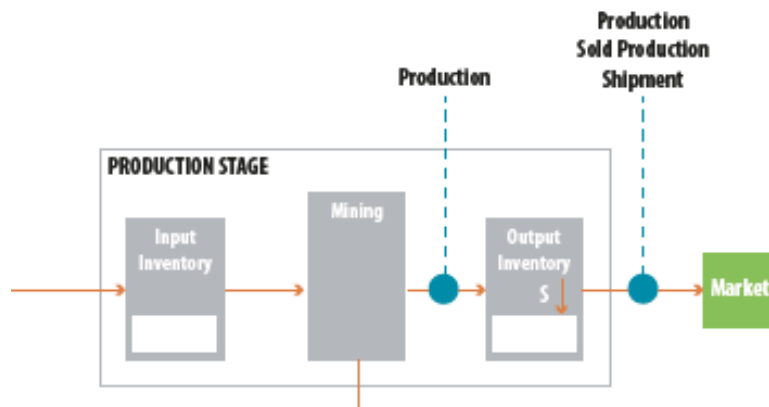 Production
Sold Production
Shipment
Production
PRODUCTION STAGE
Input
Inventory
Mining
Output
Inventory
S
Market